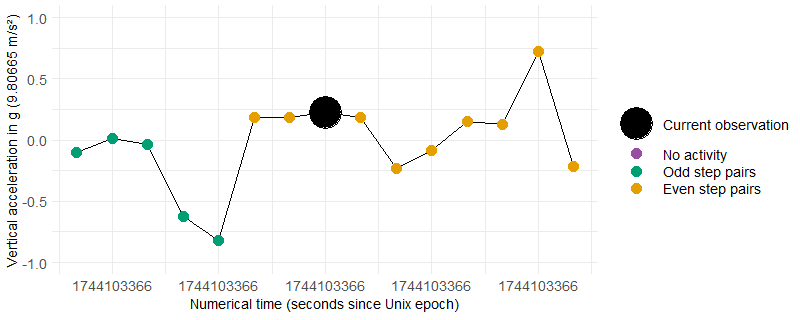 Vertical acceleration in g (9.80665 m/s²)
1.0
0.5
0.0
-0.5
-1.0
1744103366 1744103366 1744103366 1744103366 1744103366
Numerical time (seconds since Unix epoch)
Current observation
No activity
Odd step pairs
Even step pairs